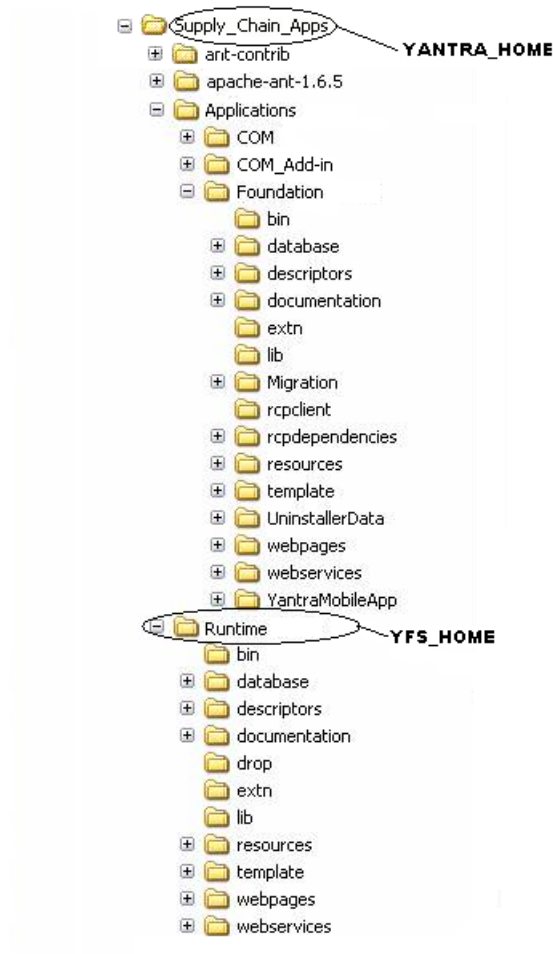 Supply_Chain_Apps
YANTRA_HOME
ant-contrib
apache-ant-1.6.5
Applications
COM
COM_Add-in
Foundation
bin
database
descriptors
documentation
extn
lib
Migration
rcpclient
rcpdependencies
resources
template
UninstallerData
webpages
webservices
YantraMobileApp
Runtime
YFS_HOME
bin
database
descriptors
documentation
drop
extn
lib
resources
template
webpages
webservices